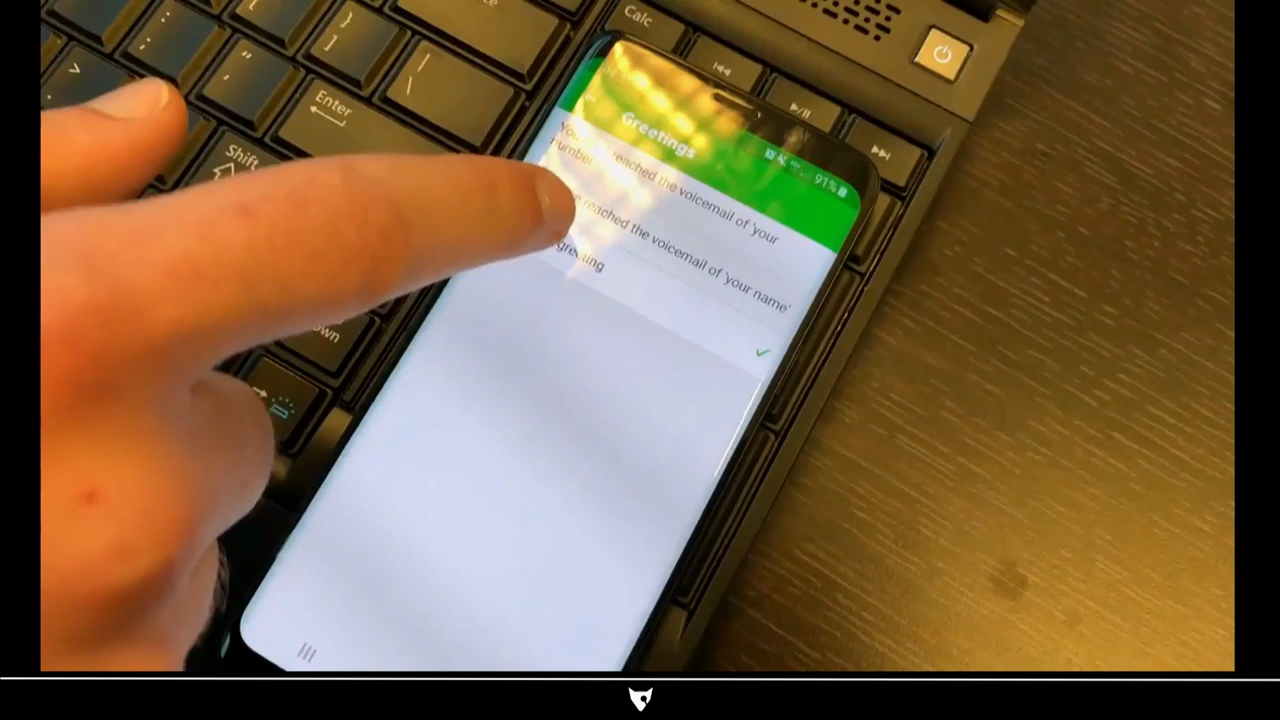 Calc
Enter
Shift
Greetings
91%
reached the voicemail of 'your
number
reached the voicemail of 'your name'
greeting